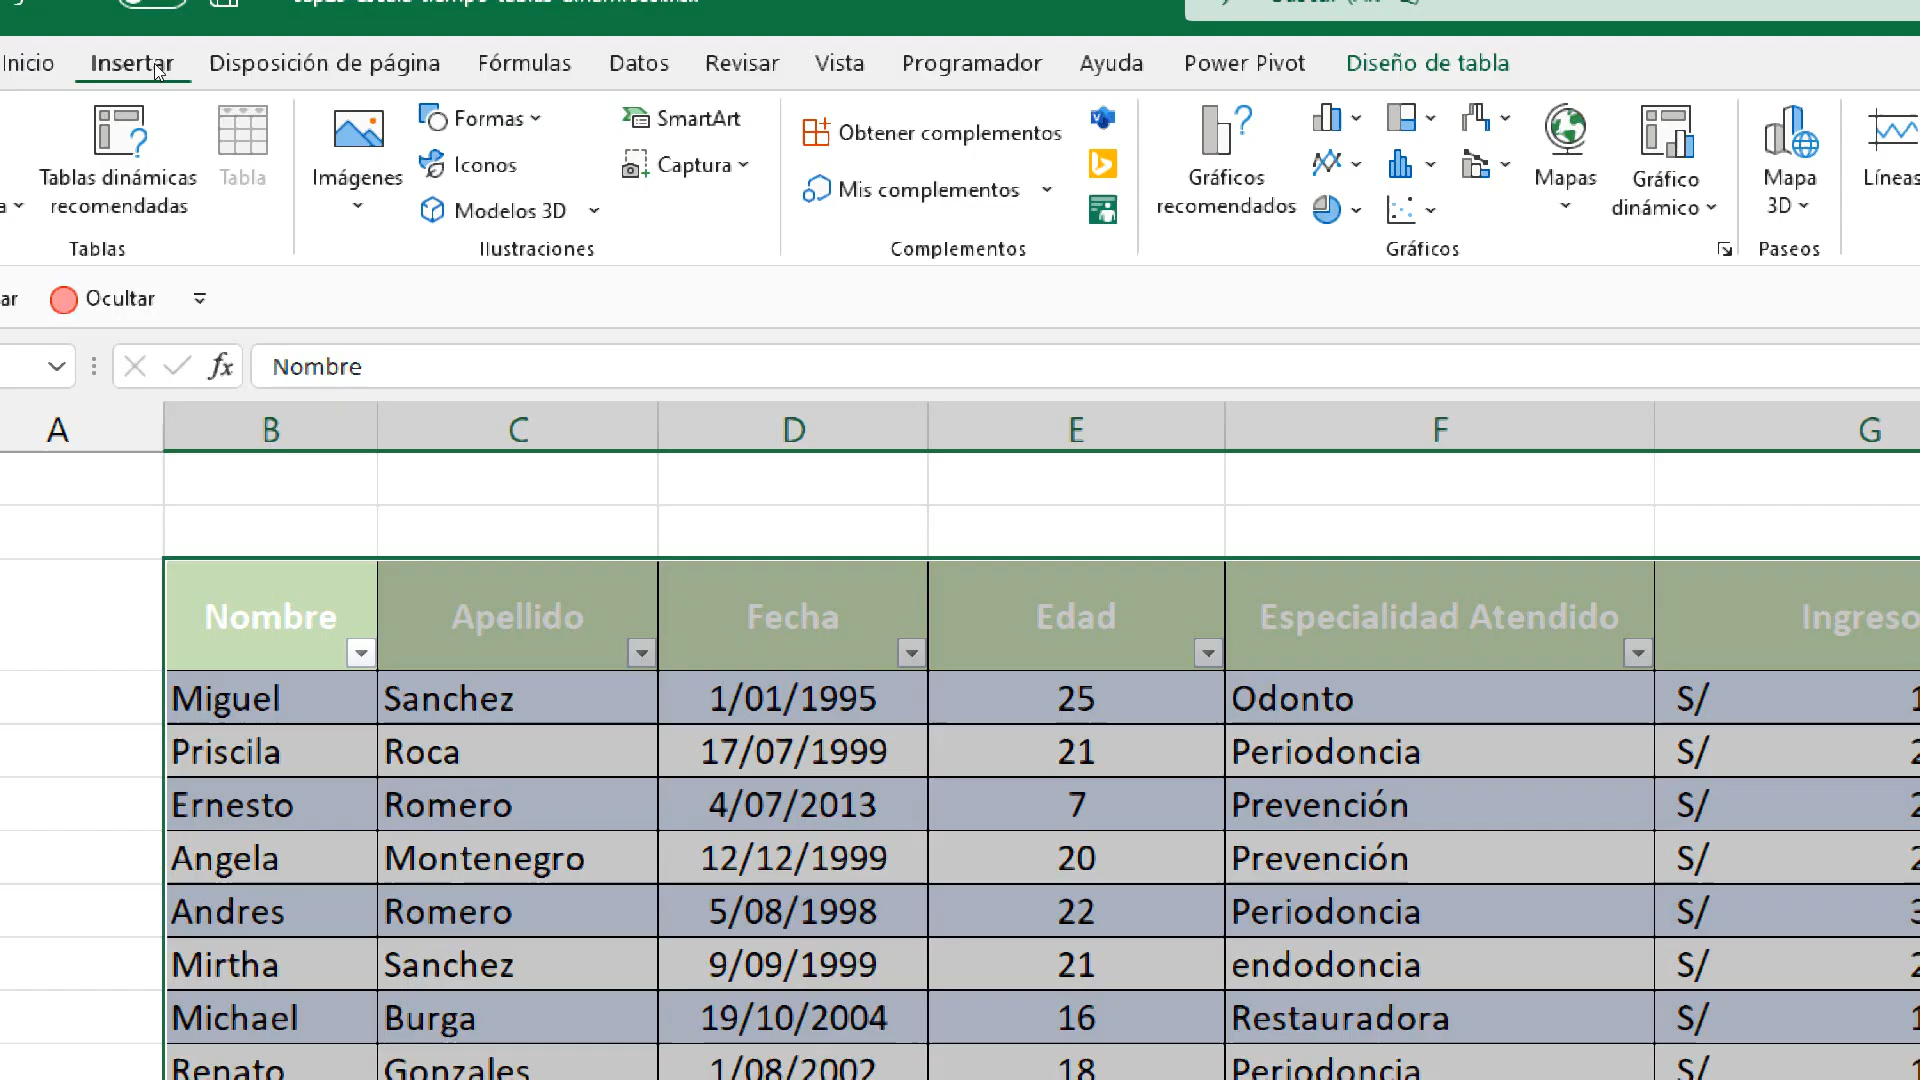 Inicio Insertar Disposición de página Fórmulas Datos Revisar Vista Programador Ayuda Power Pivot Diseño de tabla
Tablas dinámicas
recomendadas
Tabla
Tablas
Imágenes
Formas
Iconos
Modelos 3D
SmartArt
Captura
Ilustraciones
Obtener complementos
Mis complementos
Complementos
Gráficos
recomendados
Mapas
Gráfico
dinámico
Gráficos
Mapa
3D
Paseos
Líneas
Ocultar
fx Nombre
A B C D E F G
Nombre Apellido Fecha Edad Especialidad Atendido Ingreso
Miguel Sanchez 1/01/1995 25 Odonto S/
Priscila Roca 17/07/1999 21 Periodoncia S/
Ernesto Romero 4/07/2013 7 Prevención S/
Angela Montenegro 12/12/1999 20 Prevención S/
Andres Romero 5/08/1998 22 Periodoncia S/
Mirtha Sanchez 9/09/1999 21 endodoncia S/
Michael Burga 19/10/2004 16 Restauradora S/
Renato Gonzales 1/08/2002 18 Periodoncia S/